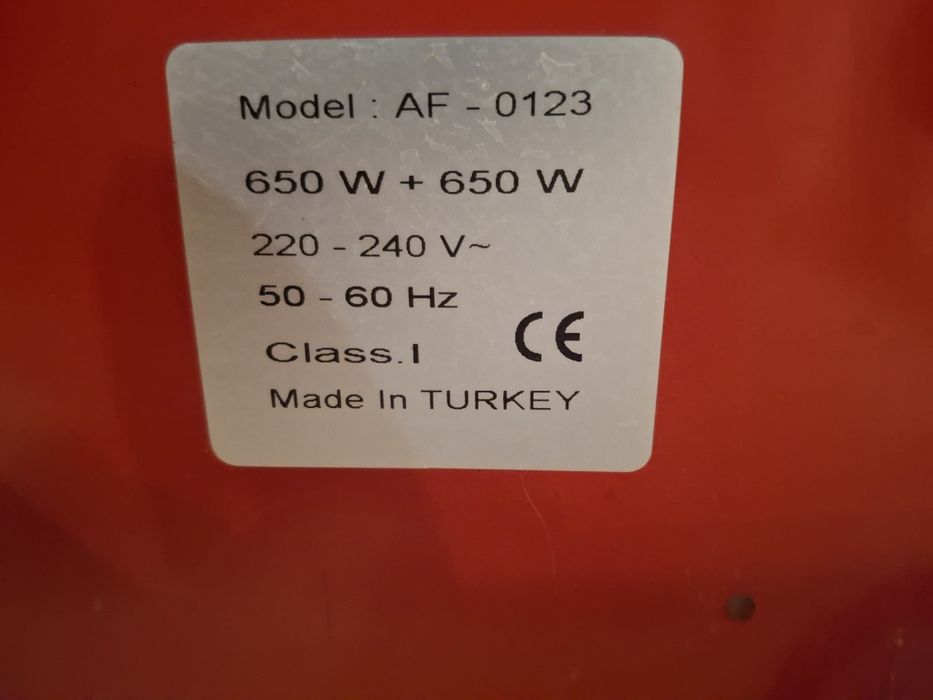 Model : AF - 0123
650 W + 650 W
220 - 240 V~
50 - 60 Hz
CE
Class.I
Made In TURKEY